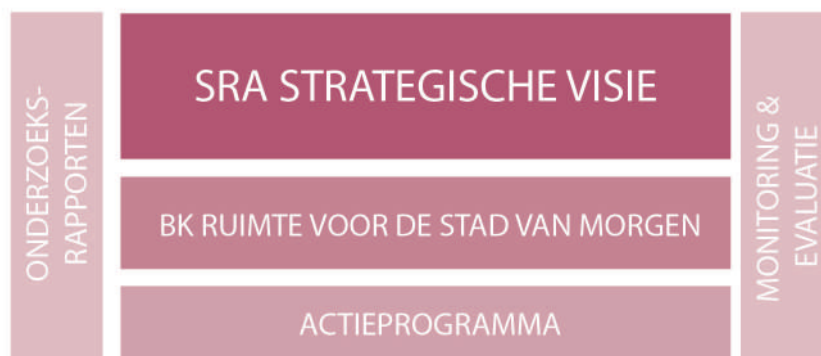 ONDERZOEKS-
RAPPORTEN
SRA STRATEGISCHE VISIE
BK RUIMTE VOOR DE STAD VAN MORGEN
ACTIEPROGRAMMA
MONITORING &
EVALUATIE